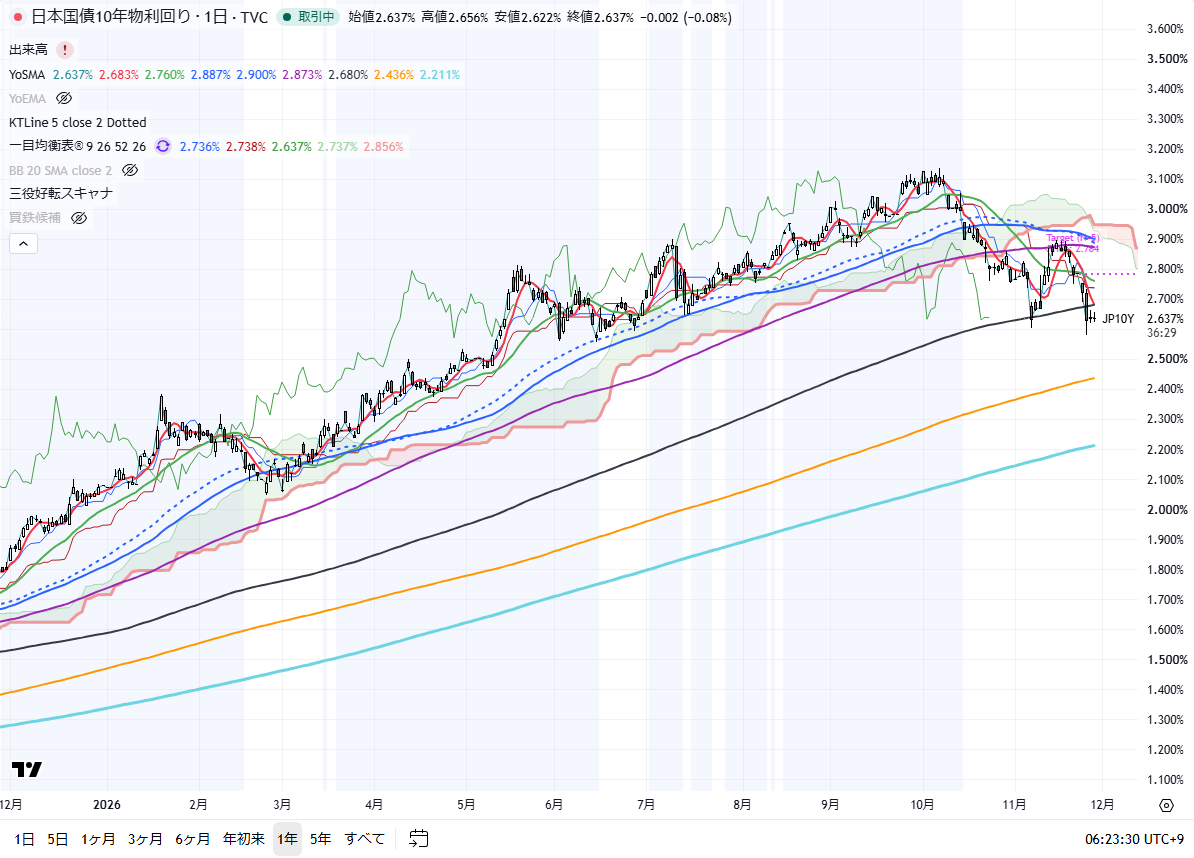 日本国債10年物利回り · 1日 · TVC 取引中 始値2.637% 高値2.656% 安値2.622% 終値2.637% −0.002 (−0.08%)
出来高 !
YoSMA 2.637% 2.683% 2.760% 2.887% 2.900% 2.873% 2.680% 2.436% 2.211%
YoEMA
KTLine 5 close 2 Dotted
一目均衡表® 9 26 52 26 2.736% 2.738% 2.637% 2.737% 2.856%
BB 20 SMA close 2
三役好転スキャナ
買鉄候補
3.600%
3.500%
3.400%
3.300%
3.200%
3.100%
3.000%
2.900%
2.800%
2.700%
JP10Y 2.637%
36:29
2.500%
2.400%
2.300%
2.200%
2.100%
2.000%
1.900%
1.800%
1.700%
1.600%
1.500%
1.400%
1.300%
1.200%
1.100%
12月 2026 2月 3月 4月 5月 6月 7月 8月 9月 10月 11月 12月
1日 5日 1ヶ月 3ヶ月 6ヶ月 年初来 1年 5年 すべて 06:23:30 UTC+9